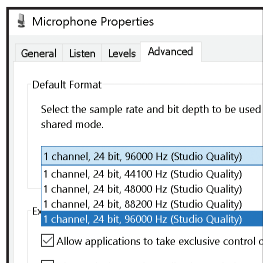 Microphone Properties
General Listen Levels Advanced
Default Format
Select the sample rate and bit depth to be used
shared mode.
1 channel, 24 bit, 96000 Hz (Studio Quality)
1 channel, 24 bit, 44100 Hz (Studio Quality)
1 channel, 24 bit, 48000 Hz (Studio Quality)
1 channel, 24 bit, 88200 Hz (Studio Quality)
1 channel, 24 bit, 96000 Hz (Studio Quality)
Allow applications to take exclusive control